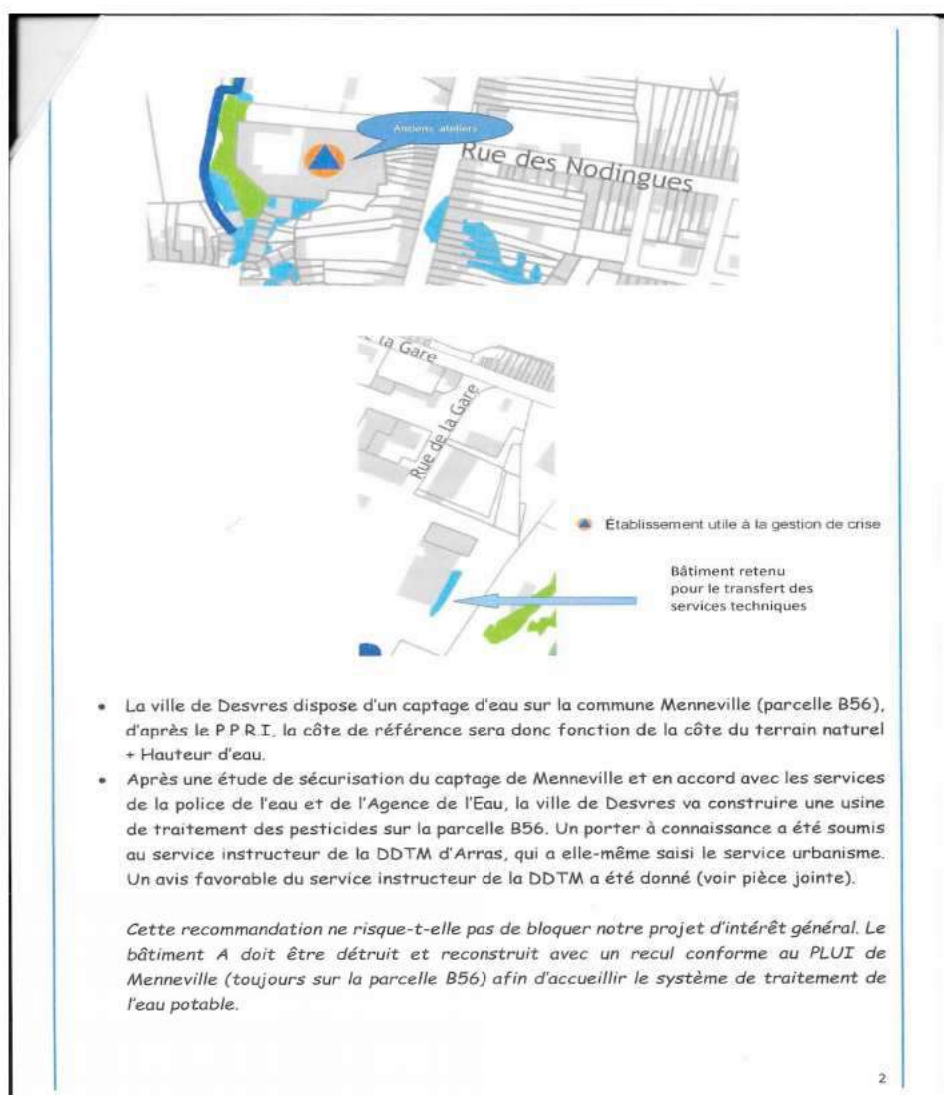 Anciens ateliers
Rue des Nodingues
la Gare
Rue de la Gare
Établissement utile à la gestion de crise
Bâtiment retenu
pour le transfert des
services techniques
• La ville de Desvres dispose d'un captage d'eau sur la commune Menneville (parcelle B56),
d'après le P P R I. la côte de référence sera donc fonction de la côte du terrain naturel
+ Hauteur d'eau.
• Après une étude de sécurisation du captage de Menneville et en accord avec les services
de la police de l'eau et de l'Agence de l'Eau, la ville de Desvres va construire une usine
de traitement des pesticides sur la parcelle B56. Un porter à connaissance a été soumis
au service instructeur de la DDTM d'Arras, qui a elle-même saisi le service urbanisme.
Un avis favorable du service instructeur de la DDTM a été donné (voir pièce jointe).
Cette recommandation ne risque-t-elle pas de bloquer notre projet d'intérêt général. Le
bâtiment A doit être détruit et reconstruit avec un recul conforme au PLUI de
Menneville (toujours sur la parcelle B56) afin d'accueillir le système de traitement de
l'eau potable.
2